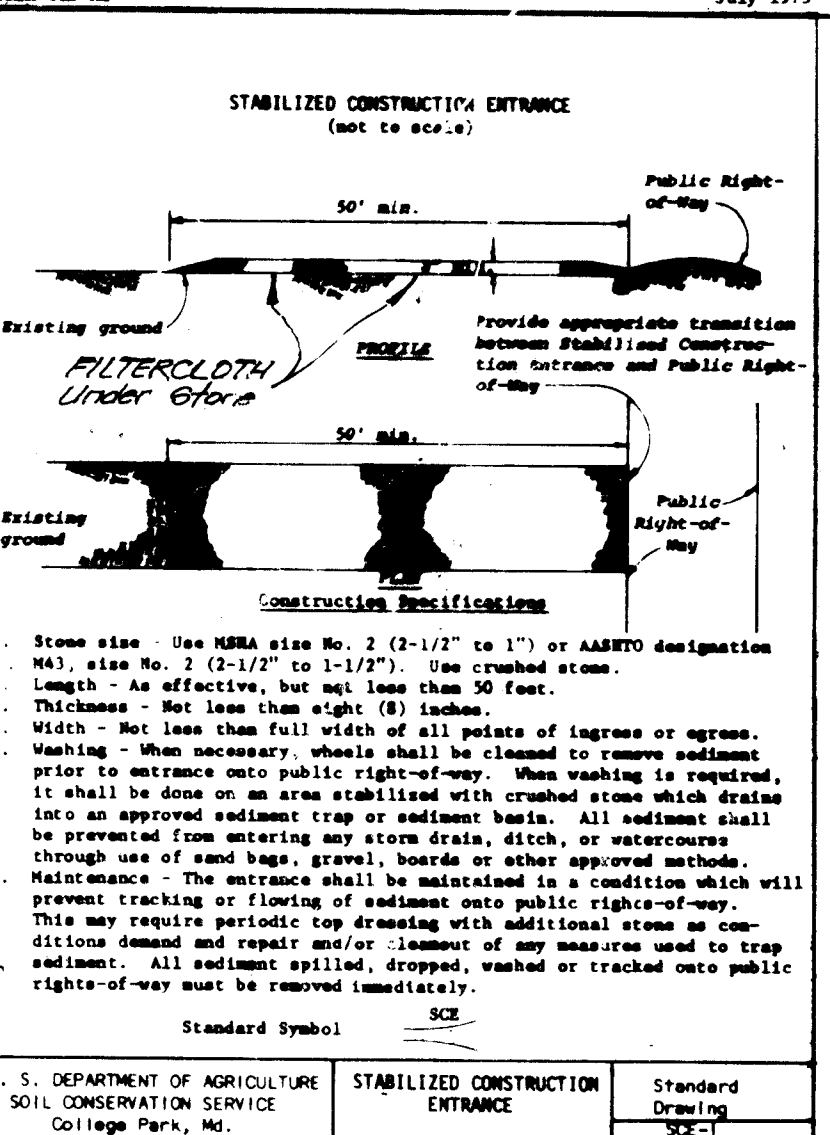 July 197
STABILIZED CONSTRUCTION ENTRANCE
(not to scale)
Public Right-
of-Way
50' min.
Existing ground
PROFILE
Provide appropriate transition
between Stabilized Construc-
tion Entrance and Public Right-
of-Way
FILTERCLOTH
Under Stone
50' min.
Existing
ground
Public
Right-of-
Way
PLAN
Construction Specifications
. Stone size - Use MSHA size No. 2 (2-1/2" to 1") or AASHTO designation
. M43, size No. 2 (2-1/2" to 1-1/2"). Use crushed stone.
. Length - As effective, but not less than 50 feet.
. Thickness - Not less than eight (8) inches.
. Width - Not less than full width of all points of ingress or egress.
. Washing - When necessary, wheels shall be cleaned to remove sediment
prior to entrance onto public right-of-way. When washing is required,
it shall be done on an area stabilized with crushed stone which drains
into an approved sediment trap or sediment basin. All sediment shall
be prevented from entering any storm drain, ditch, or watercourse
through use of sand bags, gravel, boards or other approved methods.
. Maintenance - The entrance shall be maintained in a condition which will
prevent tracking or flowing of sediment onto public rights-of-way.
This may require periodic top dressing with additional stone as con-
ditions demand and repair and/or cleanout of any measures used to trap
sediment. All sediment spilled, dropped, washed or tracked onto public
rights-of-way must be removed immediately.
Standard Symbol SCE
. S. DEPARTMENT OF AGRICULTURE
SOIL CONSERVATION SERVICE
College Park, Md.
STABILIZED CONSTRUCTION
ENTRANCE
Standard
Drawing
SCE-1